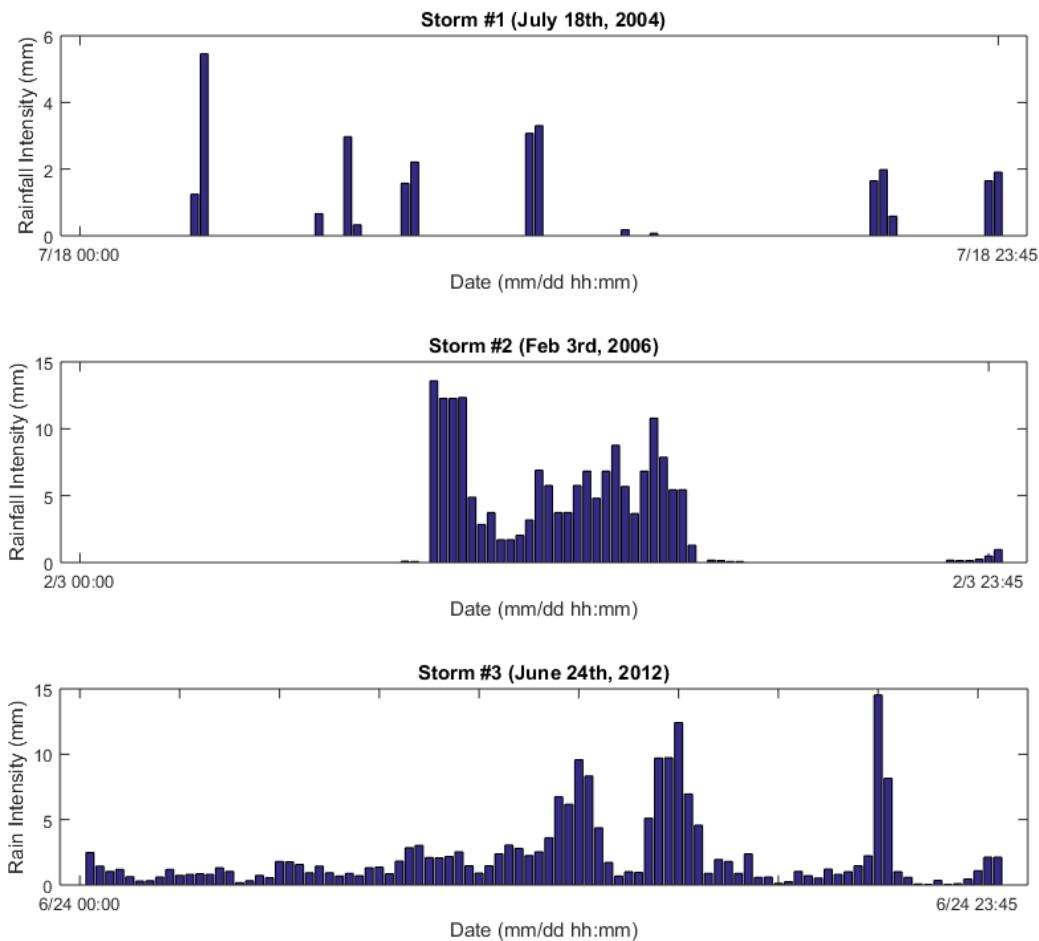 Storm #1 (July 18th, 2004)
Rainfall Intensity (mm)
6
4
2
0
7/18 00:00
7/18 23:45
Date (mm/dd hh:mm)
Storm #2 (Feb 3rd, 2006)
Rainfall Intensity (mm)
15
10
5
0
2/3 00:00
2/3 23:45
Date (mm/dd hh:mm)
Storm #3 (June 24th, 2012)
Rain Intensity (mm)
15
10
5
0
6/24 00:00
6/24 23:45
Date (mm/dd hh:mm)